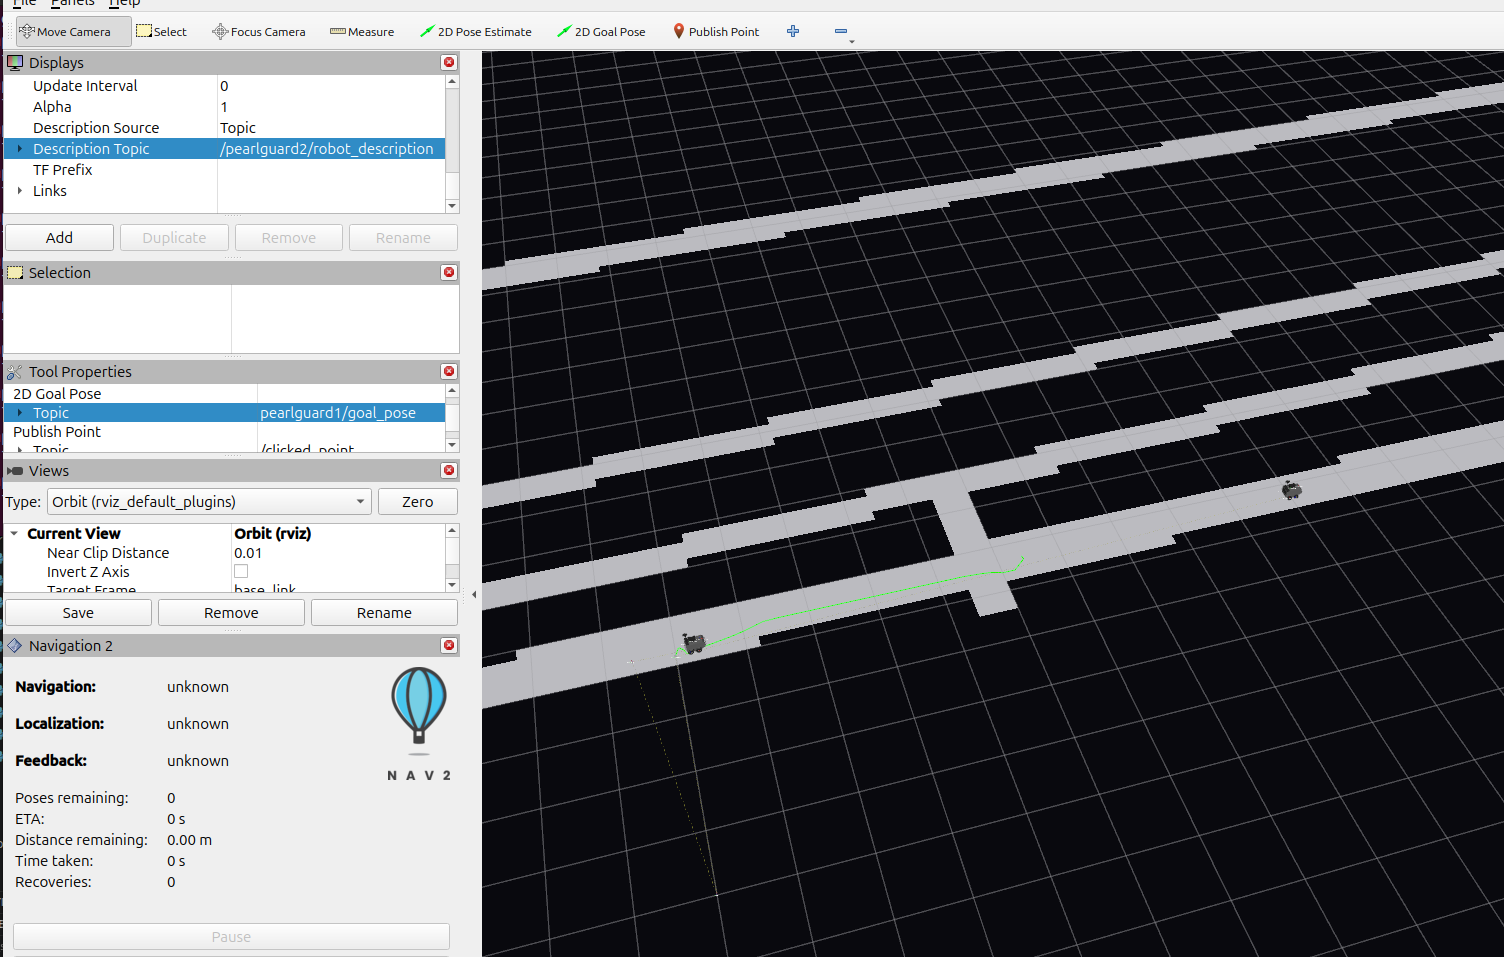 File Panels Help
Move Camera Select Focus Camera Measure 2D Pose Estimate 2D Goal Pose Publish Point
Displays
Update Interval 0
Alpha 1
Description Source Topic
Description Topic /pearlguard2/robot_description
TF Prefix
Links
Add Duplicate Remove Rename
Selection
Tool Properties
2D Goal Pose
Topic pearlguard1/goal_pose
Publish Point
Topic /clicked_point
Views
Type: Orbit (rviz_default_plugins) Zero
Current View Orbit (rviz)
Near Clip Distance 0.01
Invert Z Axis
Target Frame base_link
Save Remove Rename
Navigation 2
Navigation: unknown
Localization: unknown
Feedback: unknown
NAV2
Poses remaining: 0
ETA: 0 s
Distance remaining: 0.00 m
Time taken: 0 s
Recoveries: 0
Pause